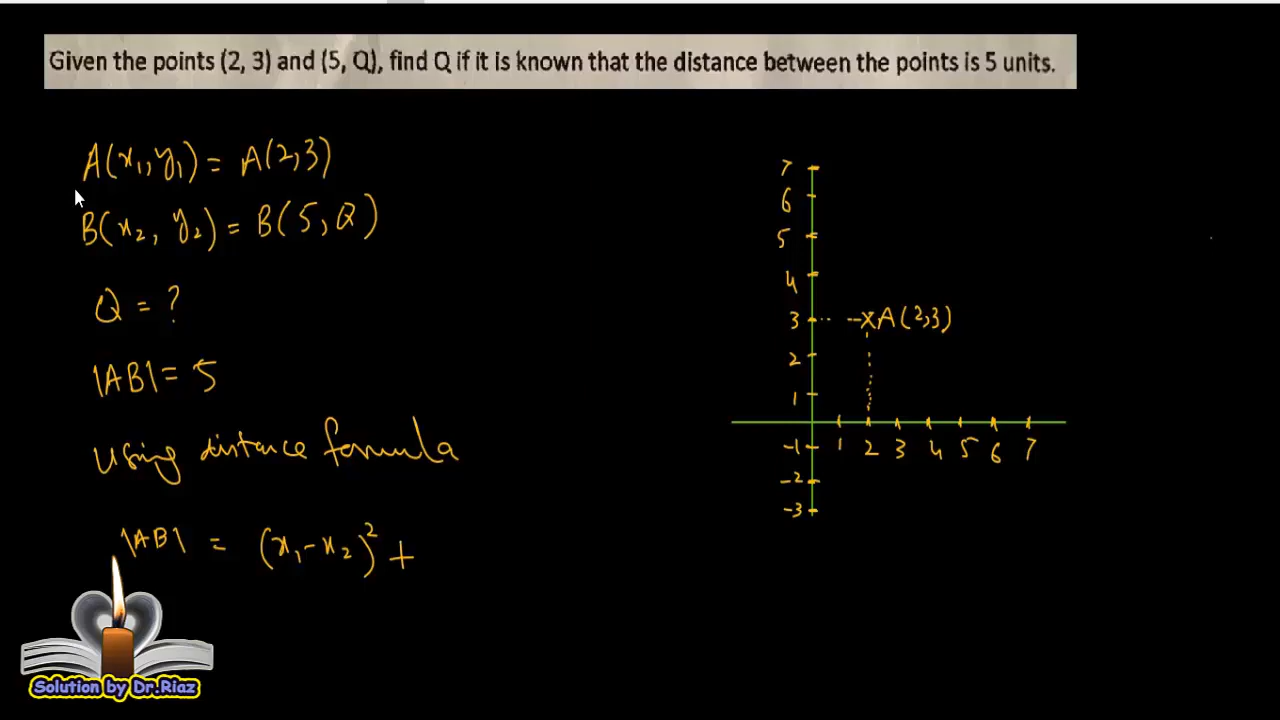 Given the points (2, 3) and (5, Q), find Q if it is known that the distance between the points is 5 units.
A(x₁, y₁) = A(2,3)
B(x₂, y₂) = B(5, Q)
Q = ?
|AB| = 5
Using distance formula
|AB| = (x₁-x₂)² +
7
6
5
4
3
XA(2,3)
2
1
-1
1 2 3 4 5 6 7
-2
-3
Solution by Dr.Riaz